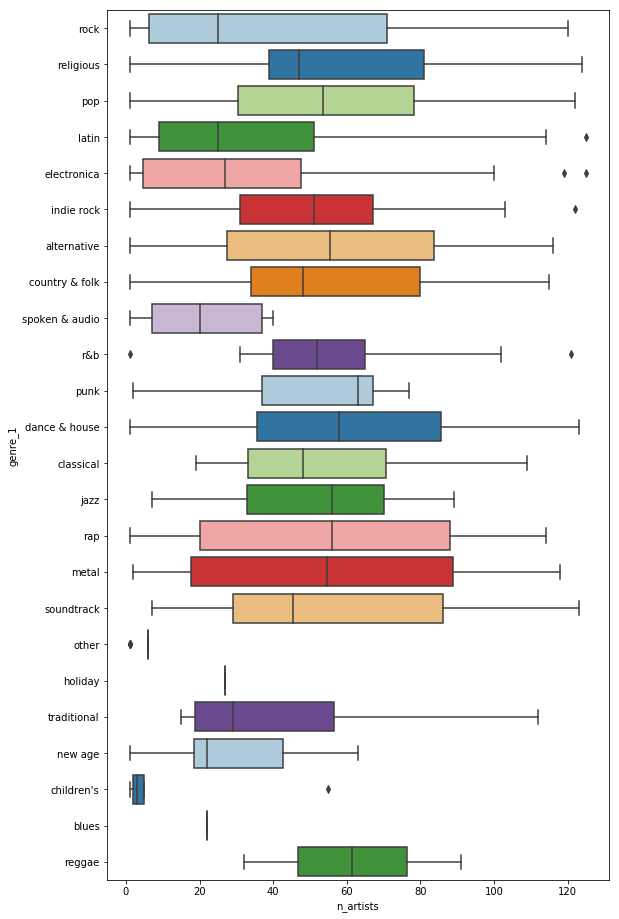 rock
religious
pop
latin
electronica
indie rock
alternative
country & folk
spoken & audio
r&b
punk
dance & house
classical
jazz
rap
metal
soundtrack
other
holiday
traditional
new age
children's
blues
reggae
genre_1
0 20 40 60 80 100 120
n_artists